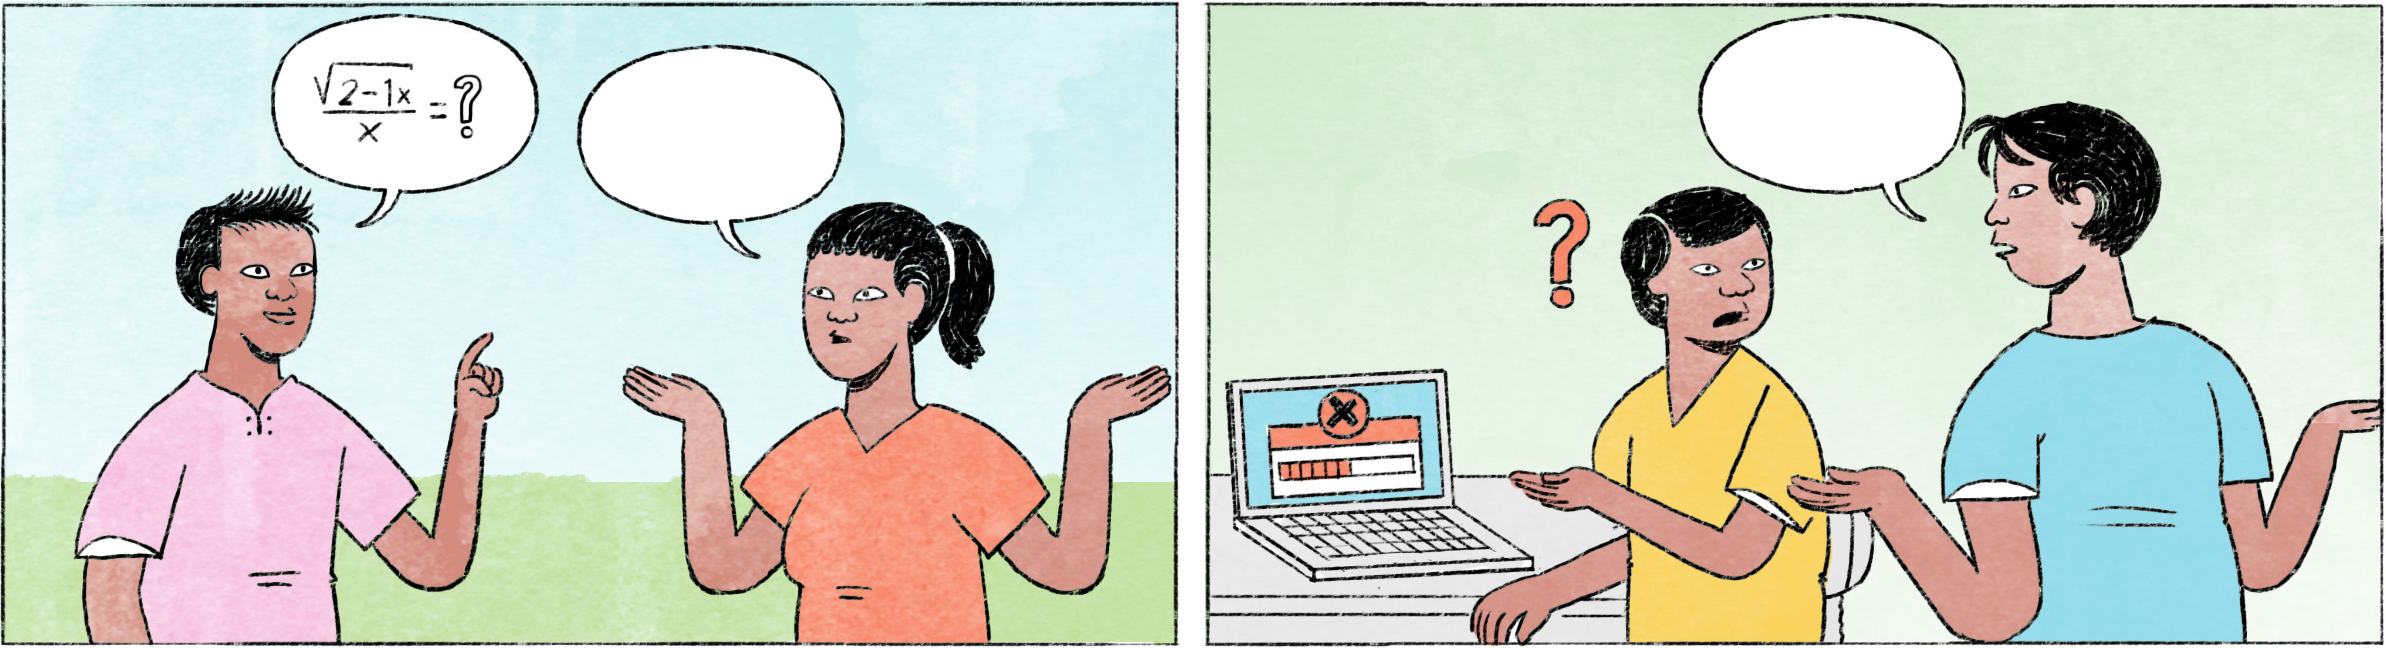 √2-1x
x
= ?
?